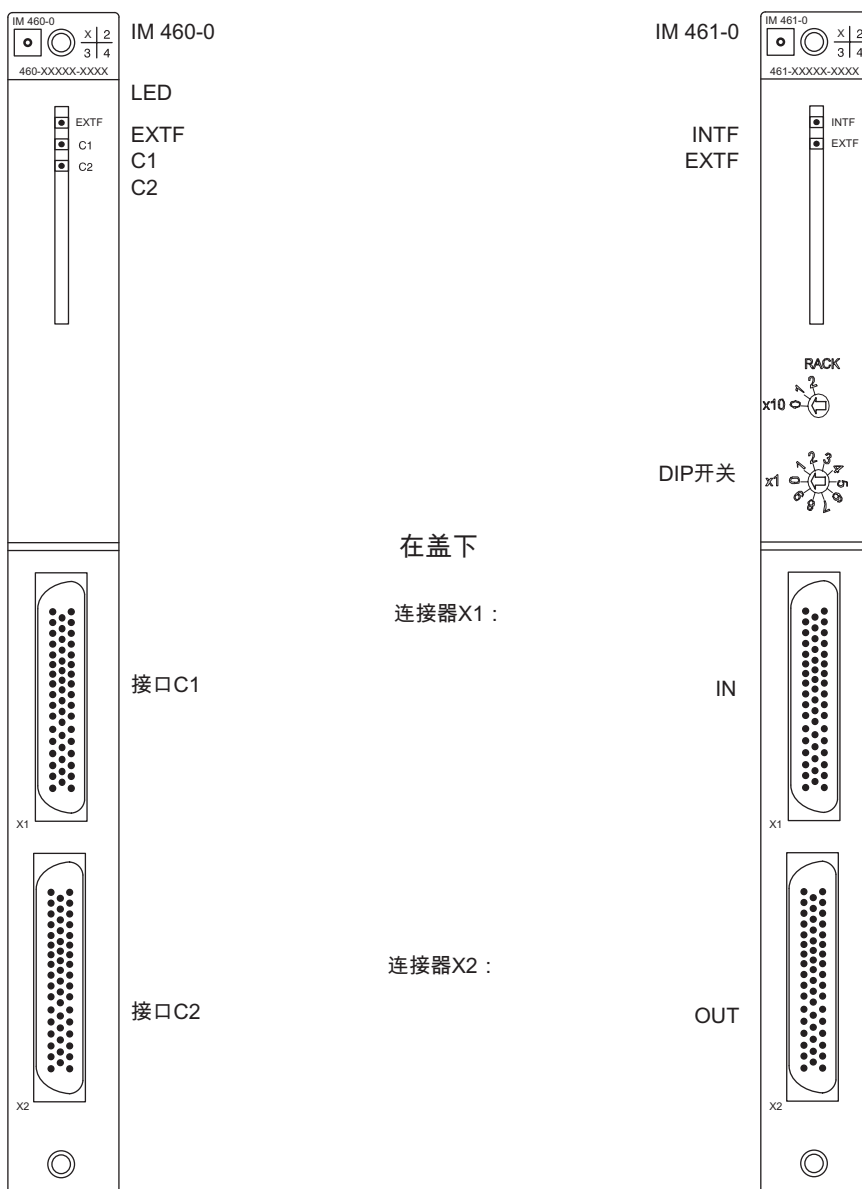 IM 460-0
X 2
3 4
460-XXXXX-XXXX
EXTF
C1
C2
X1
X2
IM 460-0
LED
EXTF
C1
C2
接口C1
接口C2
在盖下
连接器X1：
连接器X2：
IM 461-0
INTF
EXTF
DIP开关
IN
OUT
IM 461-0
X 2
3 4
461-XXXXX-XXXX
INTF
EXTF
RACK
x10 0 1 2
x1 0 1 2 3 4 5 6 7 8 9
X1
X2